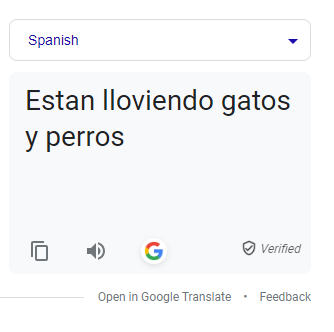 Spanish
Estan lloviendo gatos
y perros
Verified
Open in Google Translate • Feedback